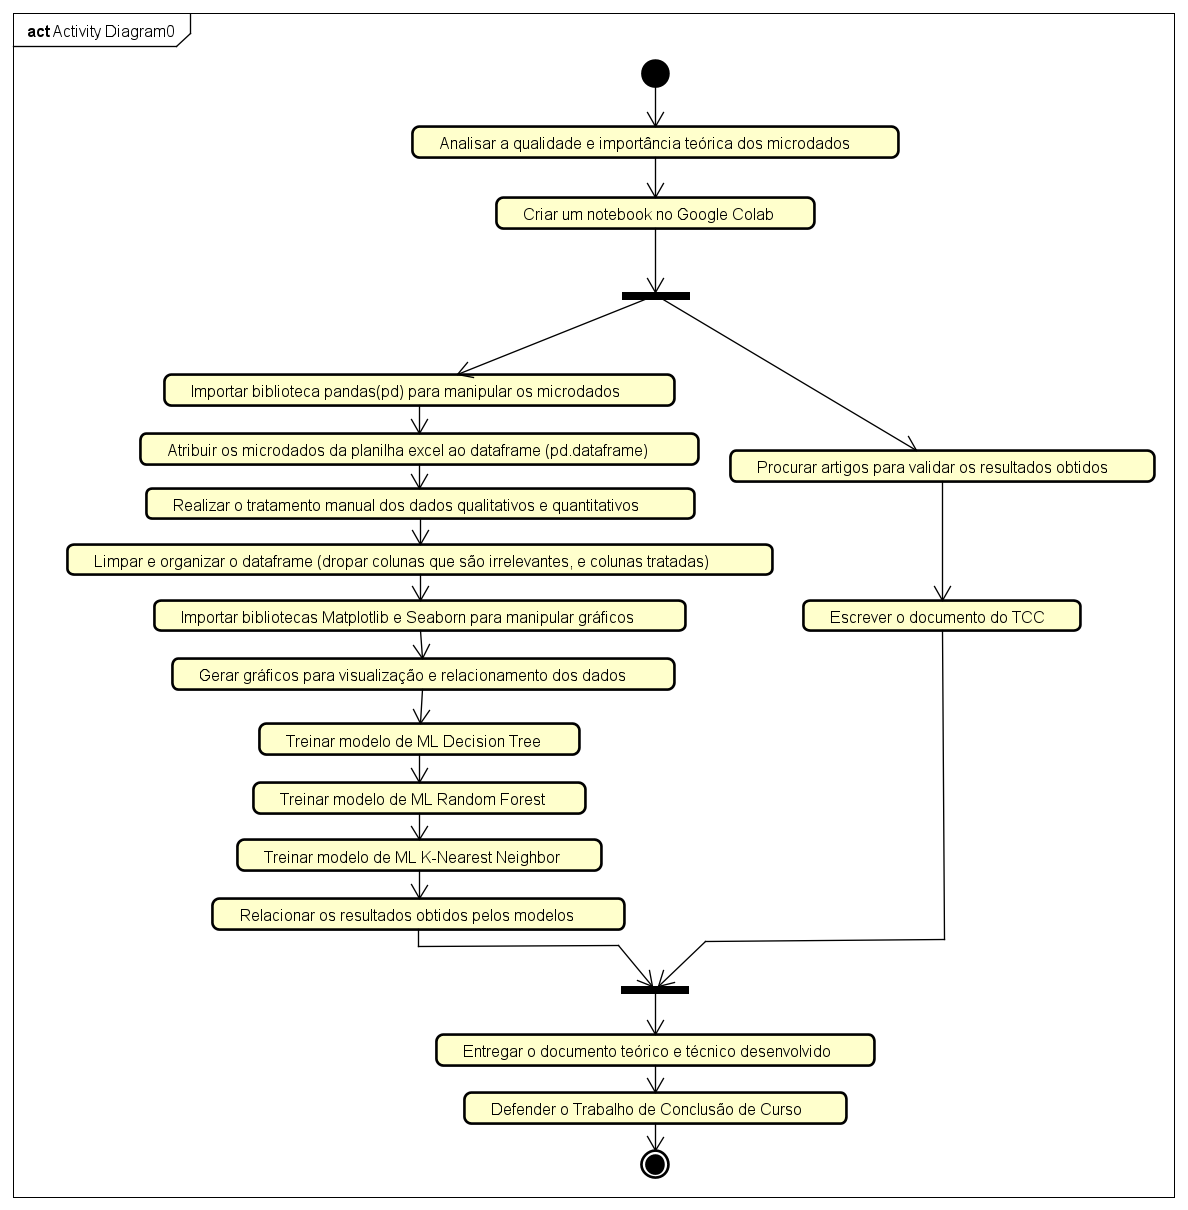 act Activity Diagram0
Analisar a qualidade e importância teórica dos microdados
Criar um notebook no Google Colab
Importar biblioteca pandas(pd) para manipular os microdados
Atribuir os microdados da planilha excel ao dataframe (pd.dataframe)
Realizar o tratamento manual dos dados qualitativos e quantitativos
Limpar e organizar o dataframe (dropar colunas que são irrelevantes, e colunas tratadas)
Importar bibliotecas Matplotlib e Seaborn para manipular gráficos
Gerar gráficos para visualização e relacionamento dos dados
Treinar modelo de ML Decision Tree
Treinar modelo de ML Random Forest
Treinar modelo de ML K-Nearest Neighbor
Relacionar os resultados obtidos pelos modelos
Procurar artigos para validar os resultados obtidos
Escrever o documento do TCC
Entregar o documento teórico e técnico desenvolvido
Defender o Trabalho de Conclusão de Curso